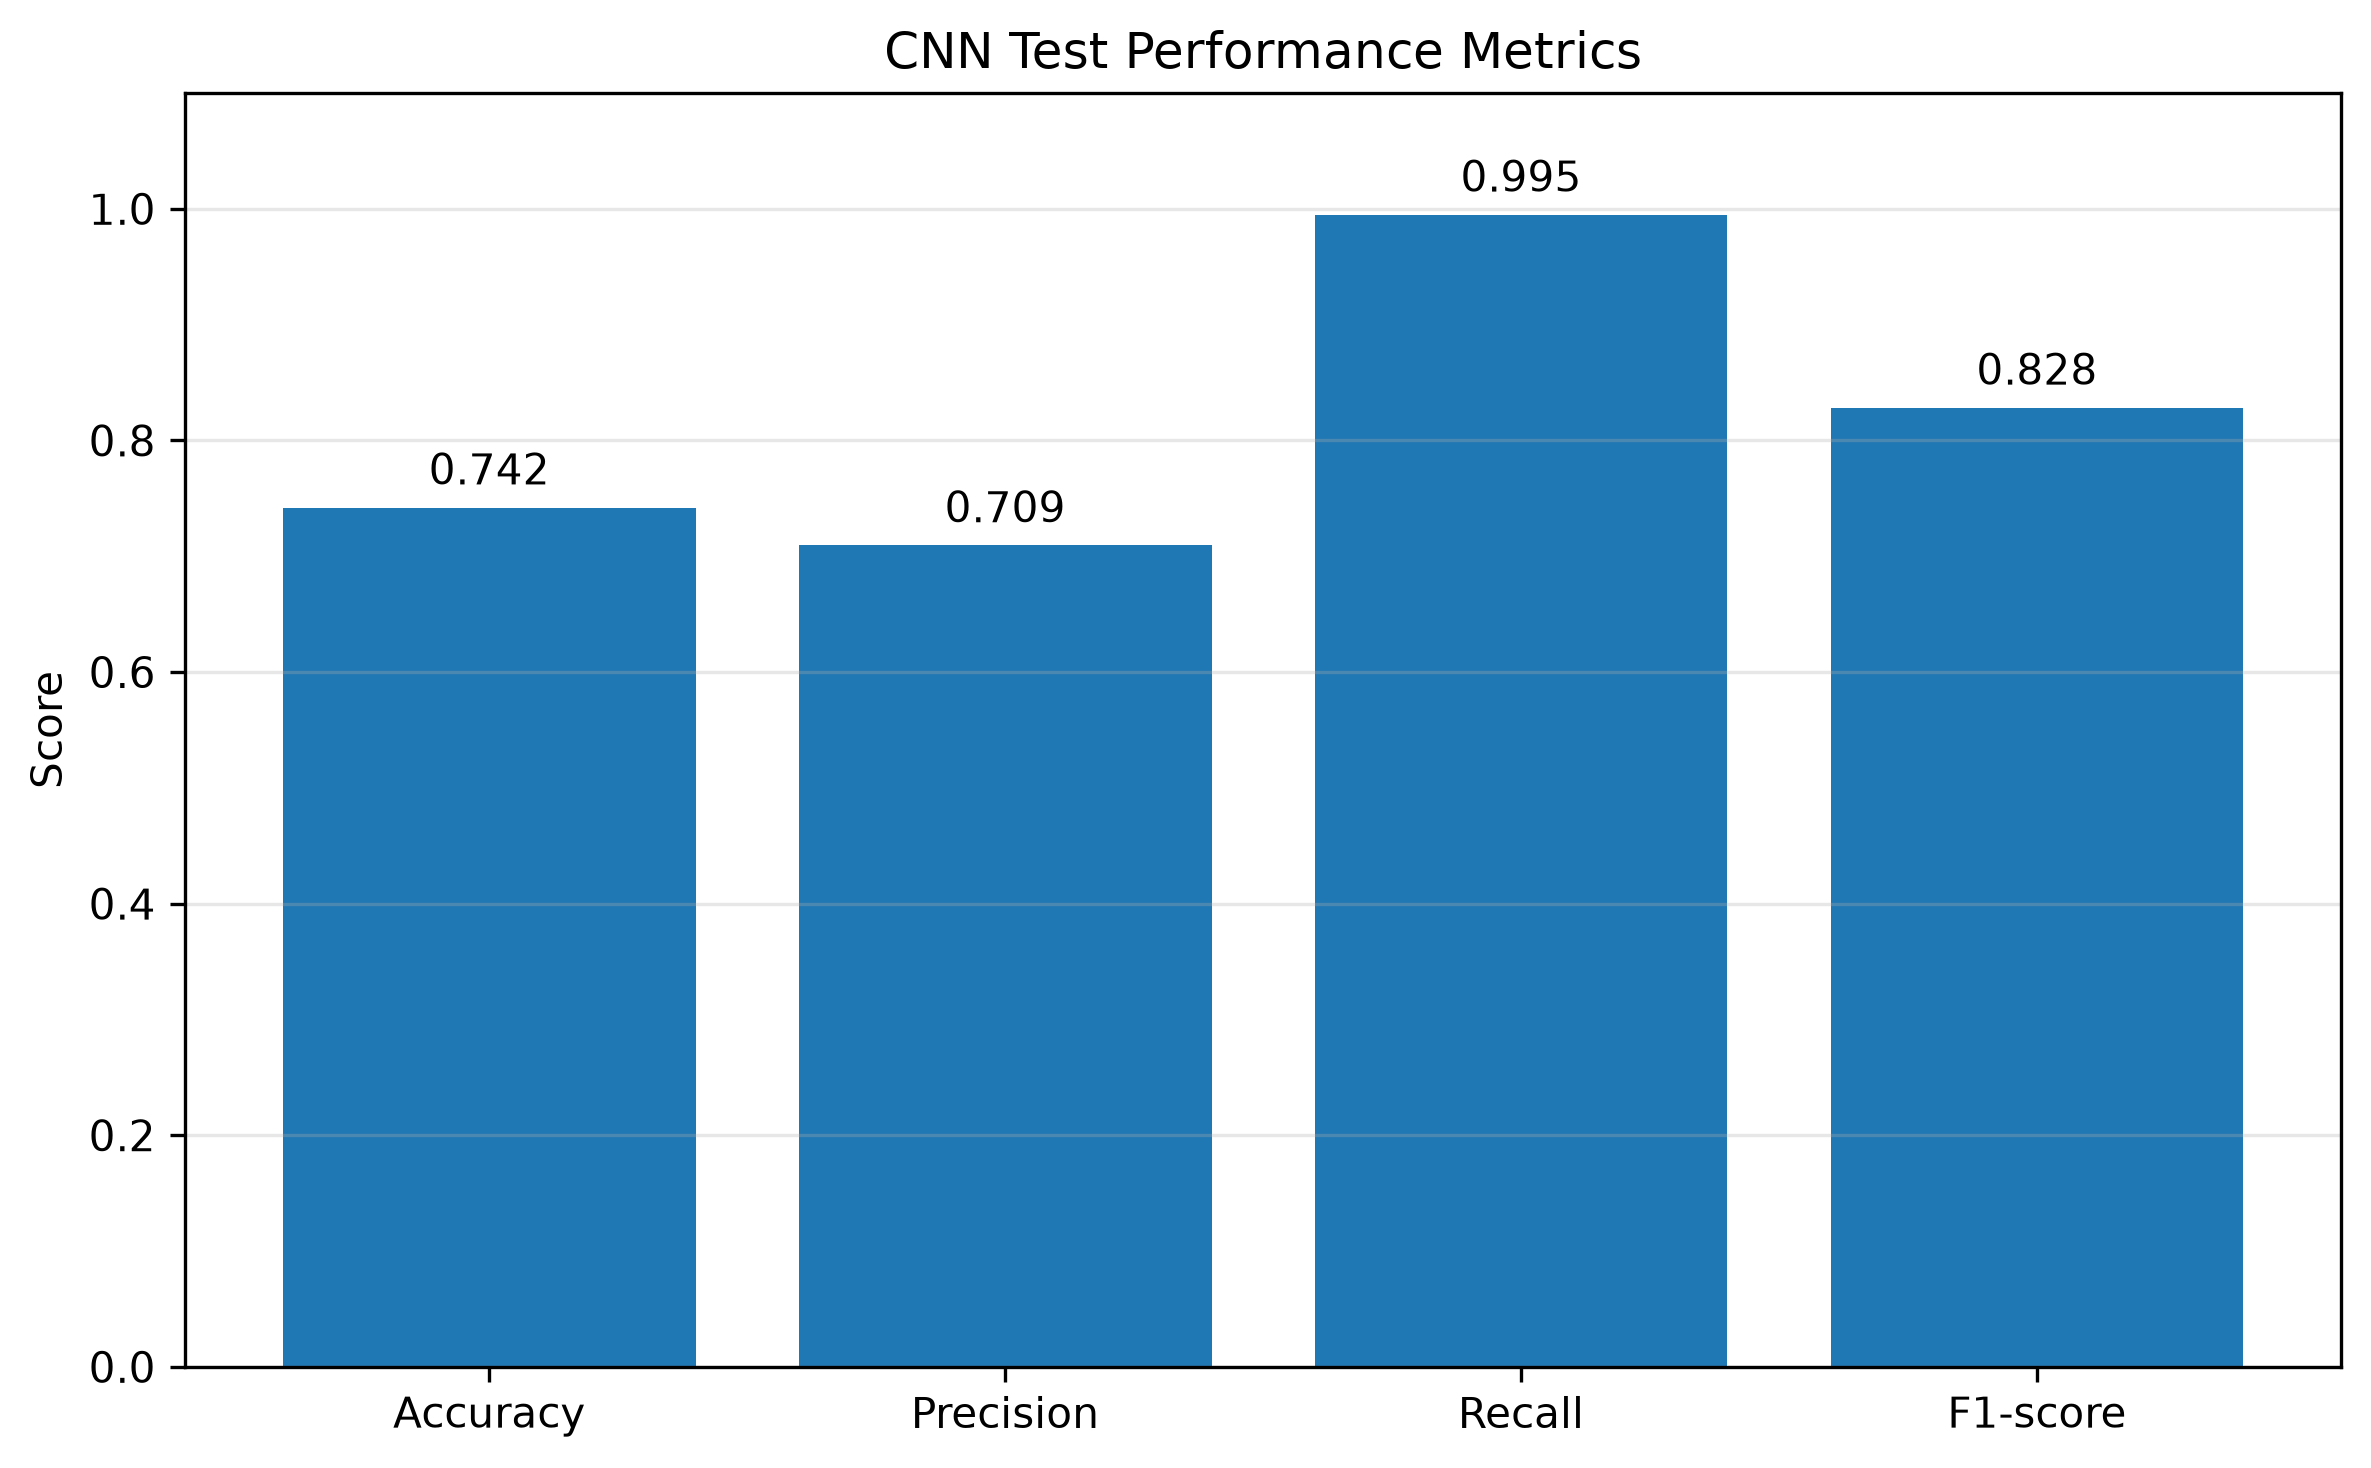 CNN Test Performance Metrics
Score
1.0
0.8
0.6
0.4
0.2
0.0
0.742
0.709
0.995
0.828
Accuracy
Precision
Recall
F1-score